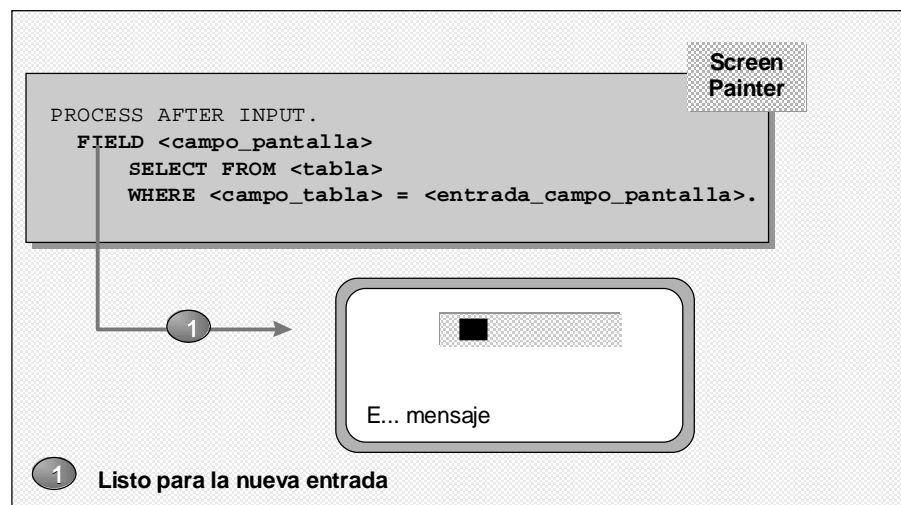 Screen
Painter
PROCESS AFTER INPUT.
FIELD <campo_pantalla>
SELECT FROM <tabla>
WHERE <campo_tabla> = <entrada_campo_pantalla>.
1
E... mensaje
1 Listo para la nueva entrada